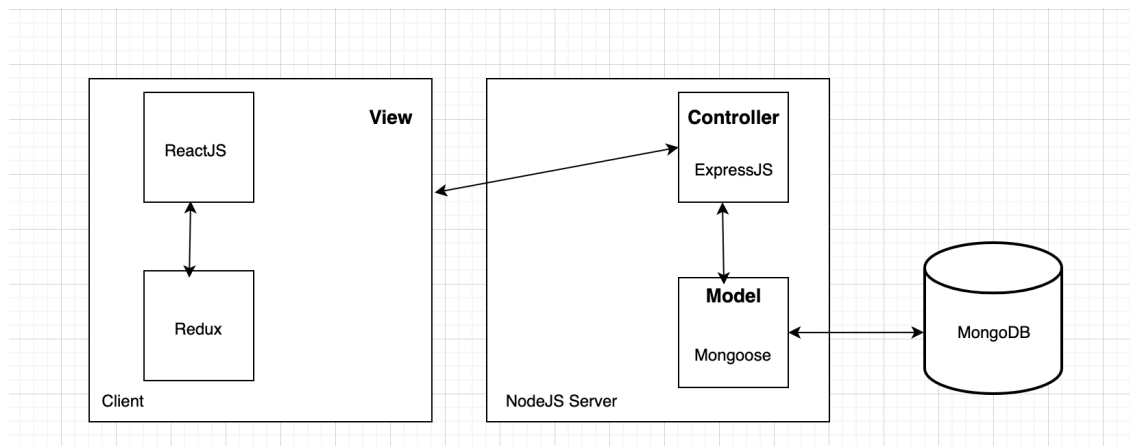 View
ReactJS
Redux
Client
Controller
ExpressJS
Model
Mongoose
NodeJS Server
MongoDB